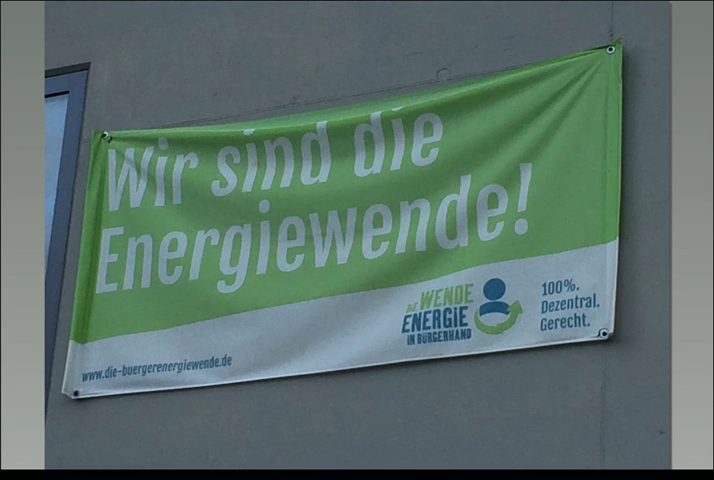 Wir sind die
Energiewende!
DIE WENDE
ENERGIE
IN BÜRGERHAND
100%.
Dezentral.
Gerecht.
www.die-buergerenergiewende.de